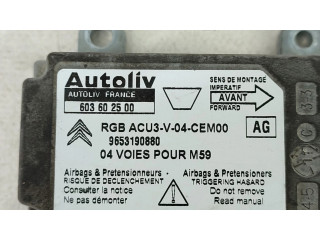 Autoliv
AUTOLIV FRANCE
603 60 25 00
SENS DE MONTAGE
IMPERATIF
AVANT
FORWARD
RGB ACU3-V-04-CEM00
AG
9653190880
04 VOIES POUR M59
Airbags & Pretensionneurs
RISQUE DE DECLENCHEMENT
Consulter la notice
Ne pas démonter
Airbags & Pretensioners
TRIGGERING HAZARD
Do not remove
Read manual